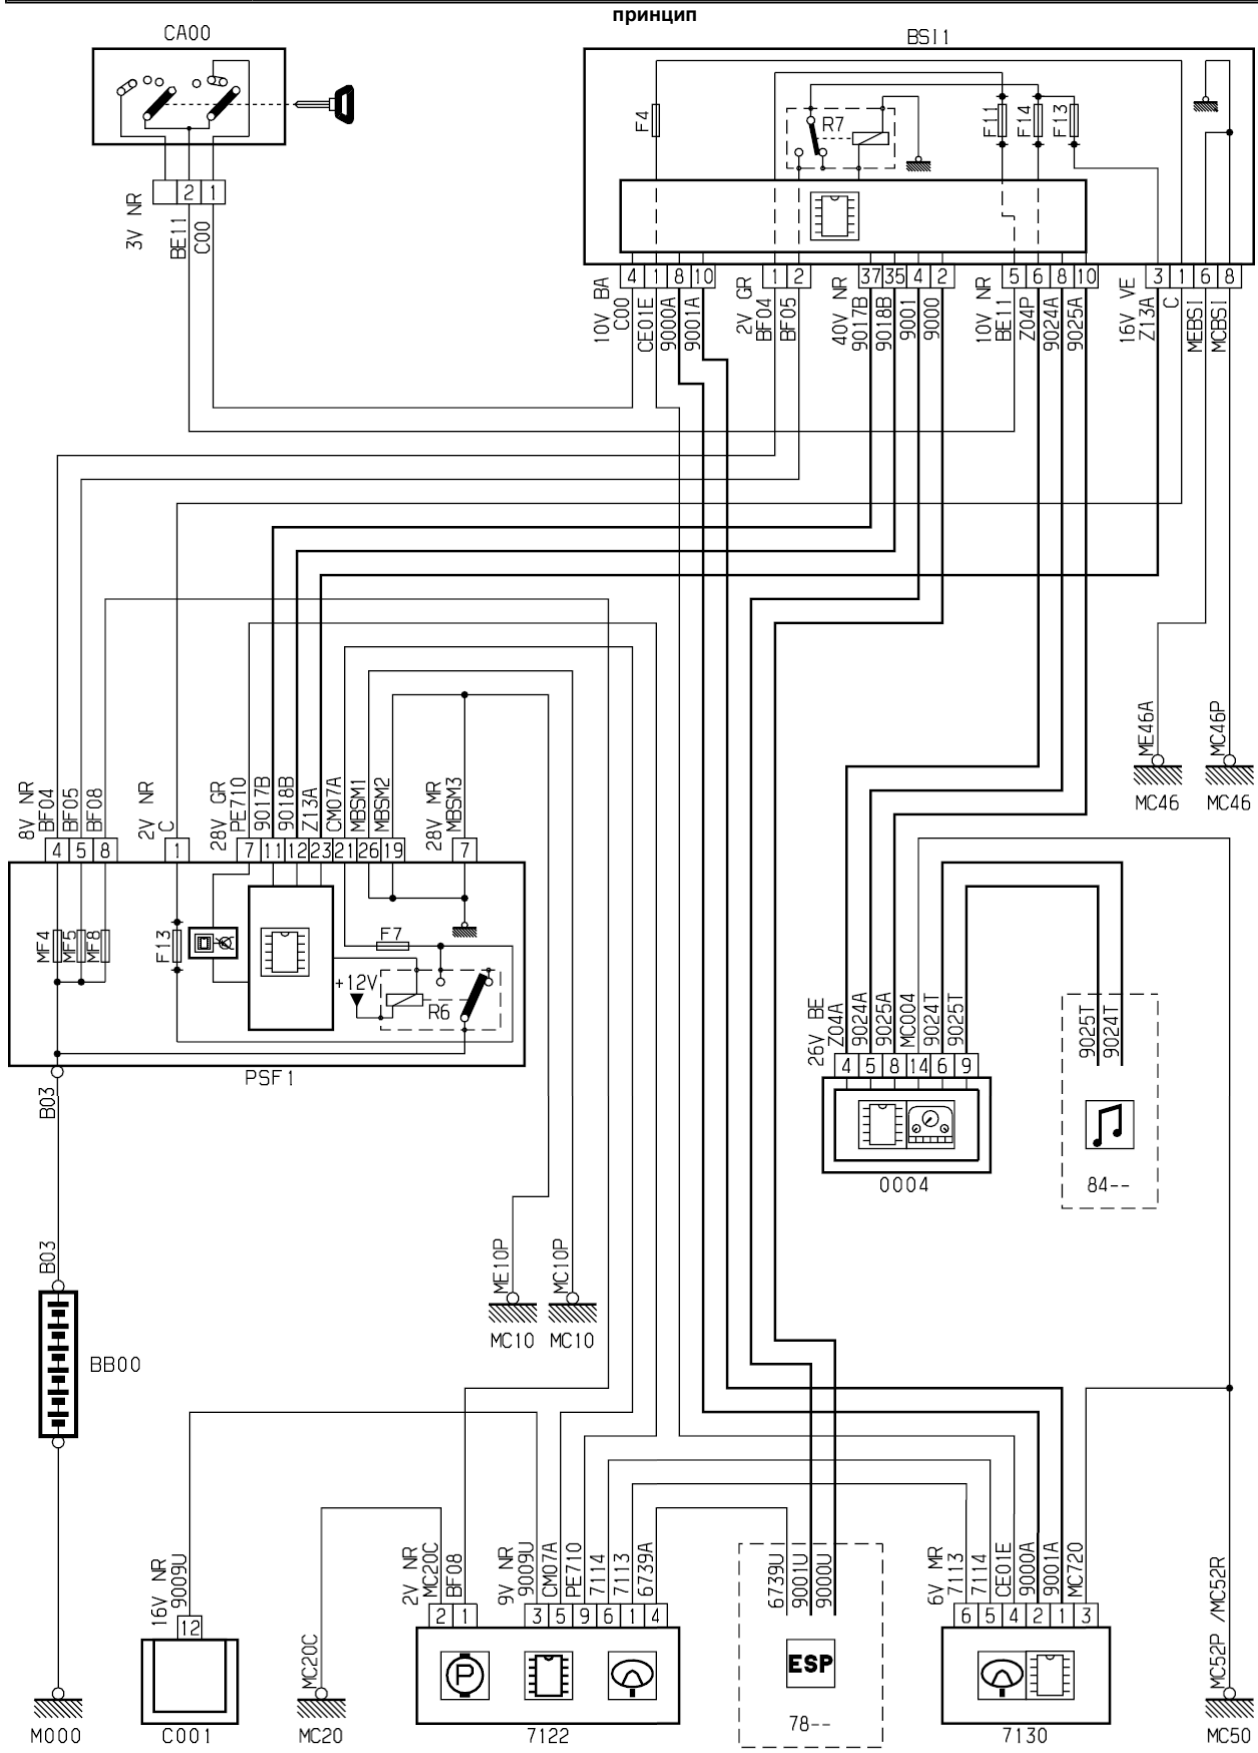 принцип
CA00
BSI1
F4
R7
F11
F14
F13
3V NR
2
1
BE11
C00
4
1
8
10
1
2
37
35
4
2
5
6
8
10
3
1
6
8
10V BA
C00
CE01E
9000A
9001A
2V GR
BF04
BF05
40V NR
9017B
9018B
9001
9000
10V NR
BE11
Z04P
9024A
9025A
16V VE
Z13A
C
MEBSI
MCBSI
ME46A
MC46P
MC46
MC46
8V NR
BF04
BF05
BF08
2V NR
C
28V GR
PE710
9017B
9018B
Z13A
CM07A
MBSM1
MBSM2
28V MR
MBSM3
4
5
8
1
7
11
12
23
21
26
19
7
MF4
MF5
MF8
F13
F7
+12V
R6
PSF1
B03
B03
BB00
M000
26V BE
Z04A
9024A
9025A
MC004
9024T
9025T
4
5
8
14
6
9
0004
9025T
9024T
84--
ME10P
MC10P
MC10
MC10
16V NR
9009U
12
C001
MC20C
MC20
2V NR
MC20C
BF08
9V NR
9009U
CM07A
PE710
7114
7113
6739A
2
1
3
5
9
6
1
4
P
7122
6739U
9001U
9000U
ESP
78--
6V MR
7113
7114
CE01E
9000A
9001A
MC720
6
5
4
2
1
3
7130
MC52P /MC52R
MC50